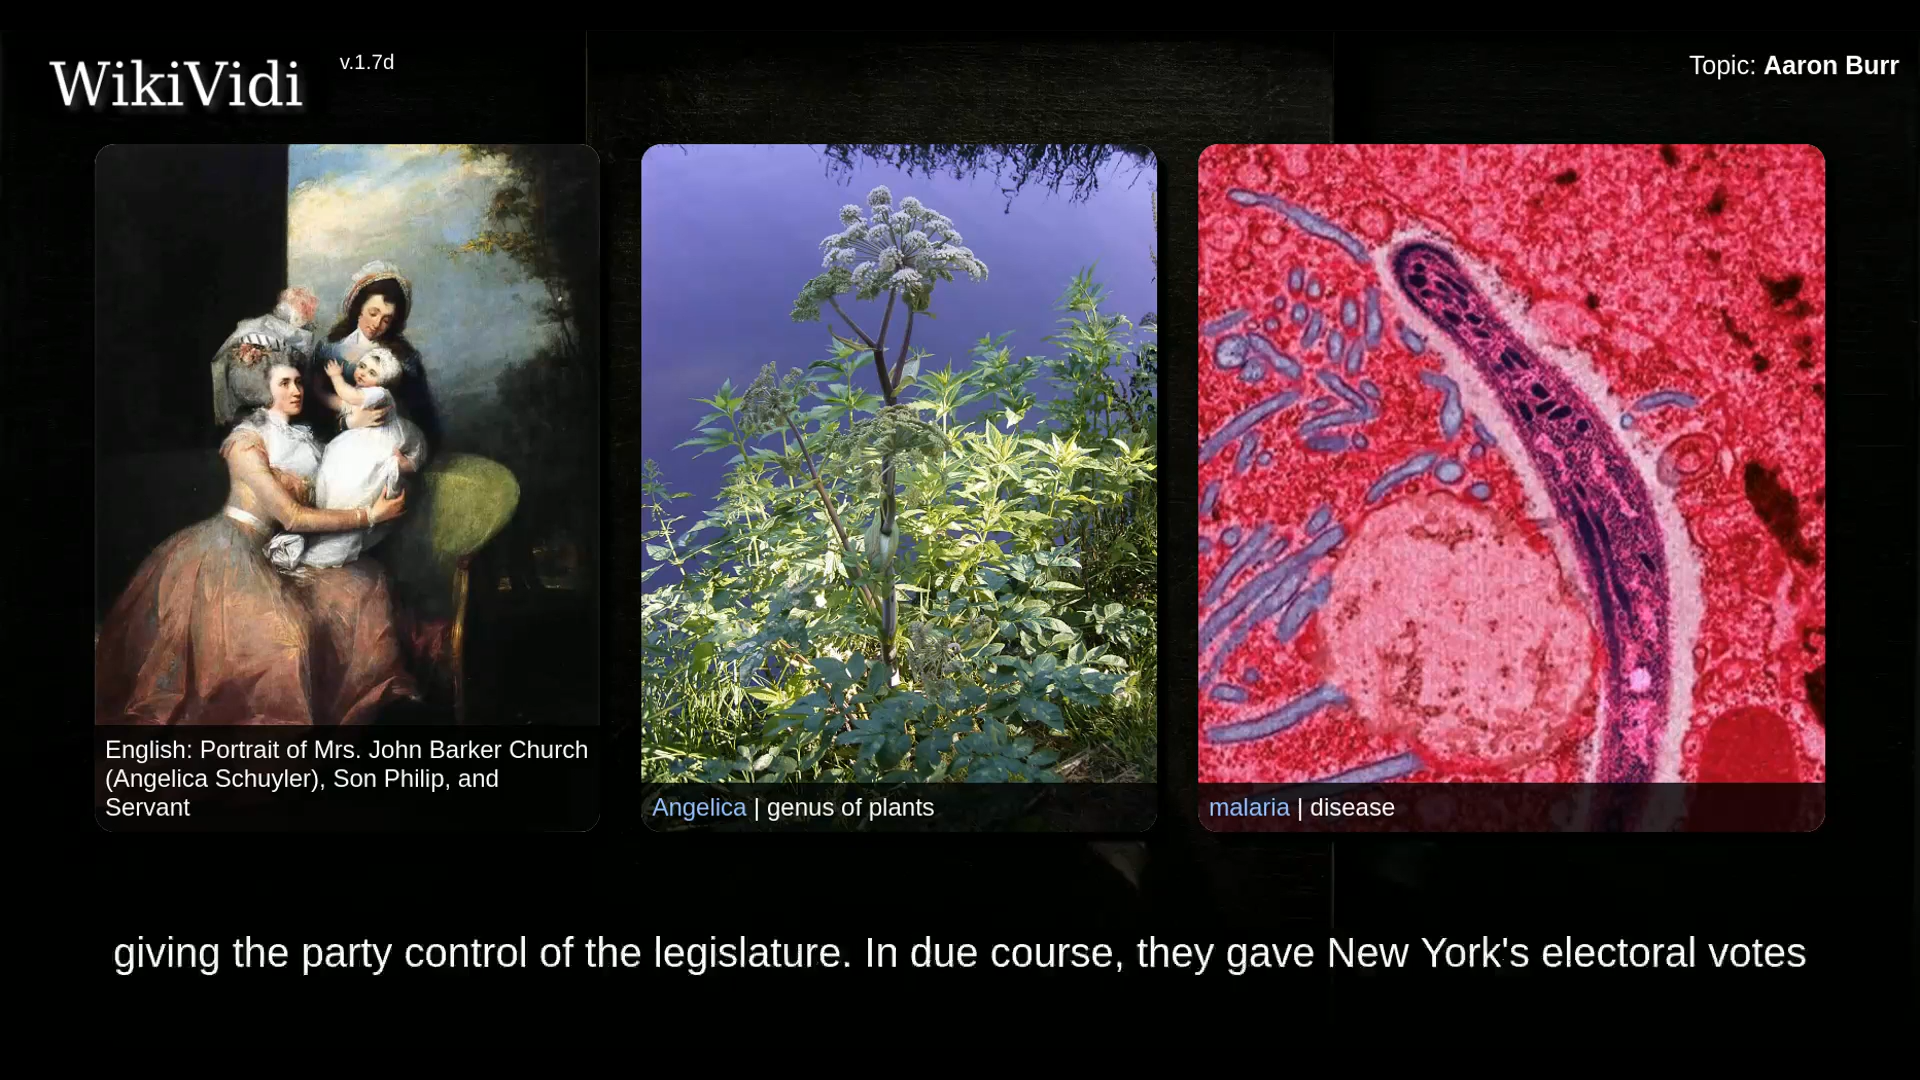 WikiVidi
v.1.7d
Topic: Aaron Burr
English: Portrait of Mrs. John Barker Church
(Angelica Schuyler), Son Philip, and
Servant
Angelica | genus of plants
malaria | disease
giving the party control of the legislature. In due course, they gave New York's electoral votes